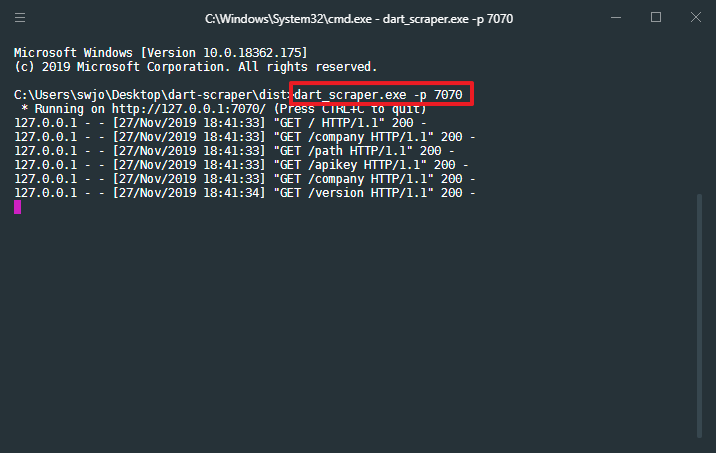 C:\Windows\System32\cmd.exe - dart_scraper.exe -p 7070
Microsoft Windows [Version 10.0.18362.175]
(c) 2019 Microsoft Corporation. All rights reserved.
C:\Users\swjo\Desktop\dart-scraper\dist>dart_scraper.exe -p 7070
 * Running on http://127.0.0.1:7070/ (Press CTRL+C to quit)
127.0.0.1 - - [27/Nov/2019 18:41:33] "GET / HTTP/1.1" 200 -
127.0.0.1 - - [27/Nov/2019 18:41:33] "GET /company HTTP/1.1" 200 -
127.0.0.1 - - [27/Nov/2019 18:41:33] "GET /path HTTP/1.1" 200 -
127.0.0.1 - - [27/Nov/2019 18:41:33] "GET /apikey HTTP/1.1" 200 -
127.0.0.1 - - [27/Nov/2019 18:41:33] "GET /company HTTP/1.1" 200 -
127.0.0.1 - - [27/Nov/2019 18:41:34] "GET /version HTTP/1.1" 200 -